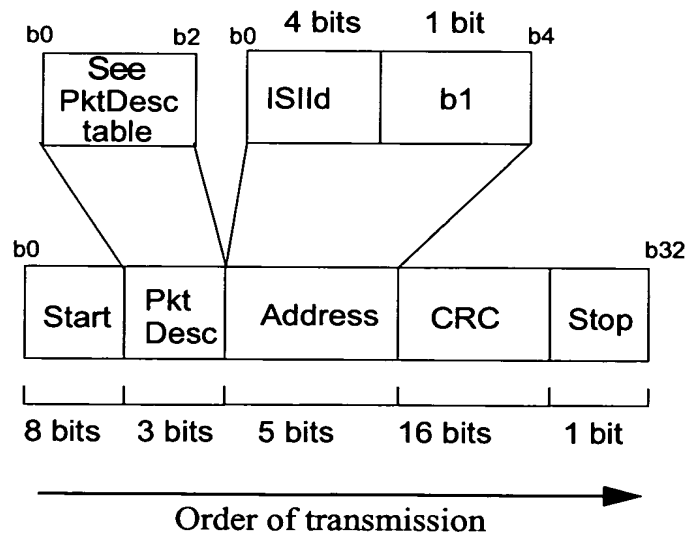 4 bits 1 bit
b0 b2 b0 b4
See
PktDesc
table
ISIId b1
b0 b32
Start Pkt Desc Address CRC Stop
8 bits 3 bits 5 bits 16 bits 1 bit
Order of transmission